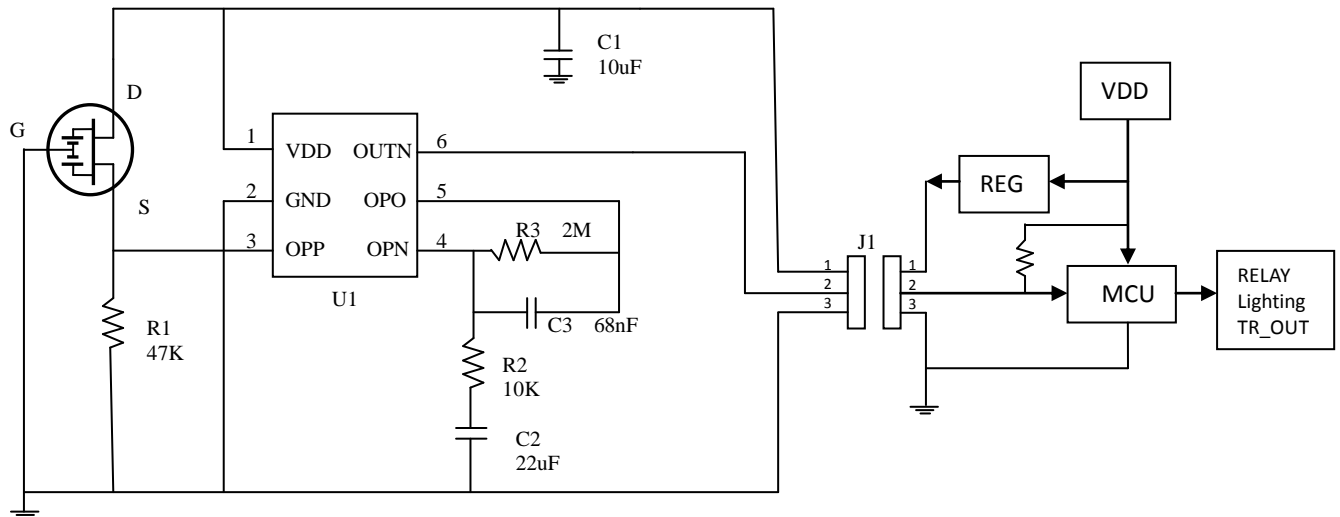 C1
10uF
VDD
D
G
1
VDD
OUTN
6
REG
2
GND
OPO
5
S
3
OPP
OPN
4
R3
2M
J1
U1
1
2
3
1
2
3
MCU
RELAY
Lighting
TR_OUT
C3
68nF
R1
47K
R2
10K
C2
22uF